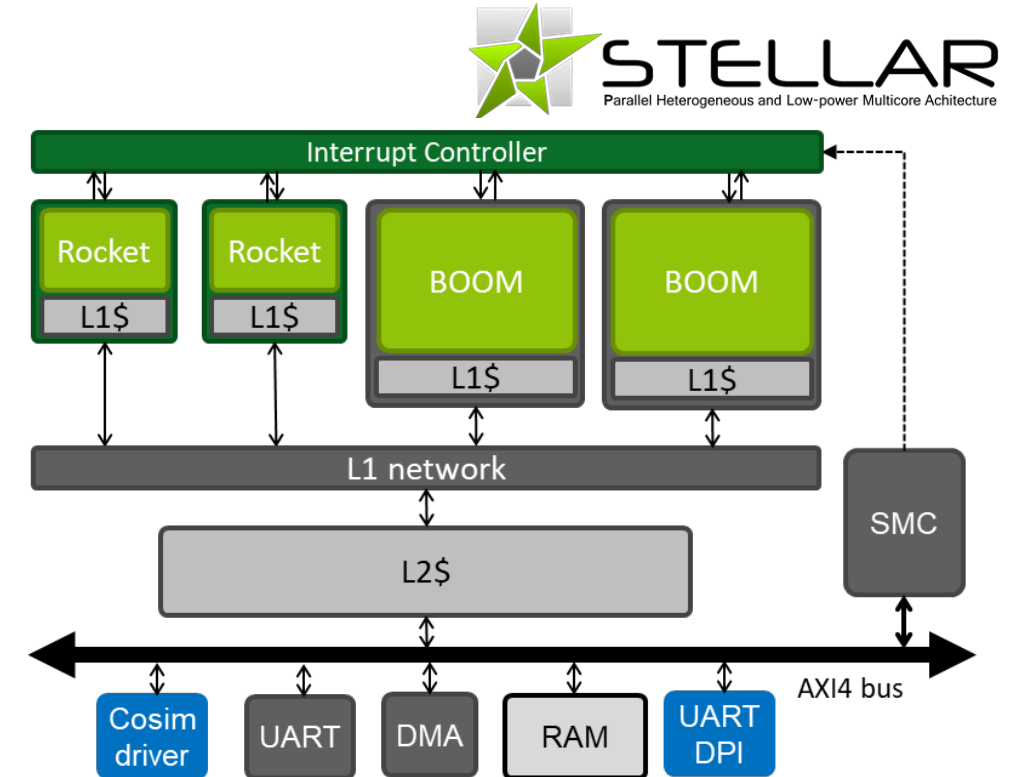 STELLAR
Parallel Heterogeneous and Low-power Multicore Achitecture
Interrupt Controller
Rocket
L1$
Rocket
L1$
BOOM
L1$
BOOM
L1$
L1 network
SMC
L2$
AXI4 bus
Cosim
driver
UART
DMA
RAM
UART
DPI